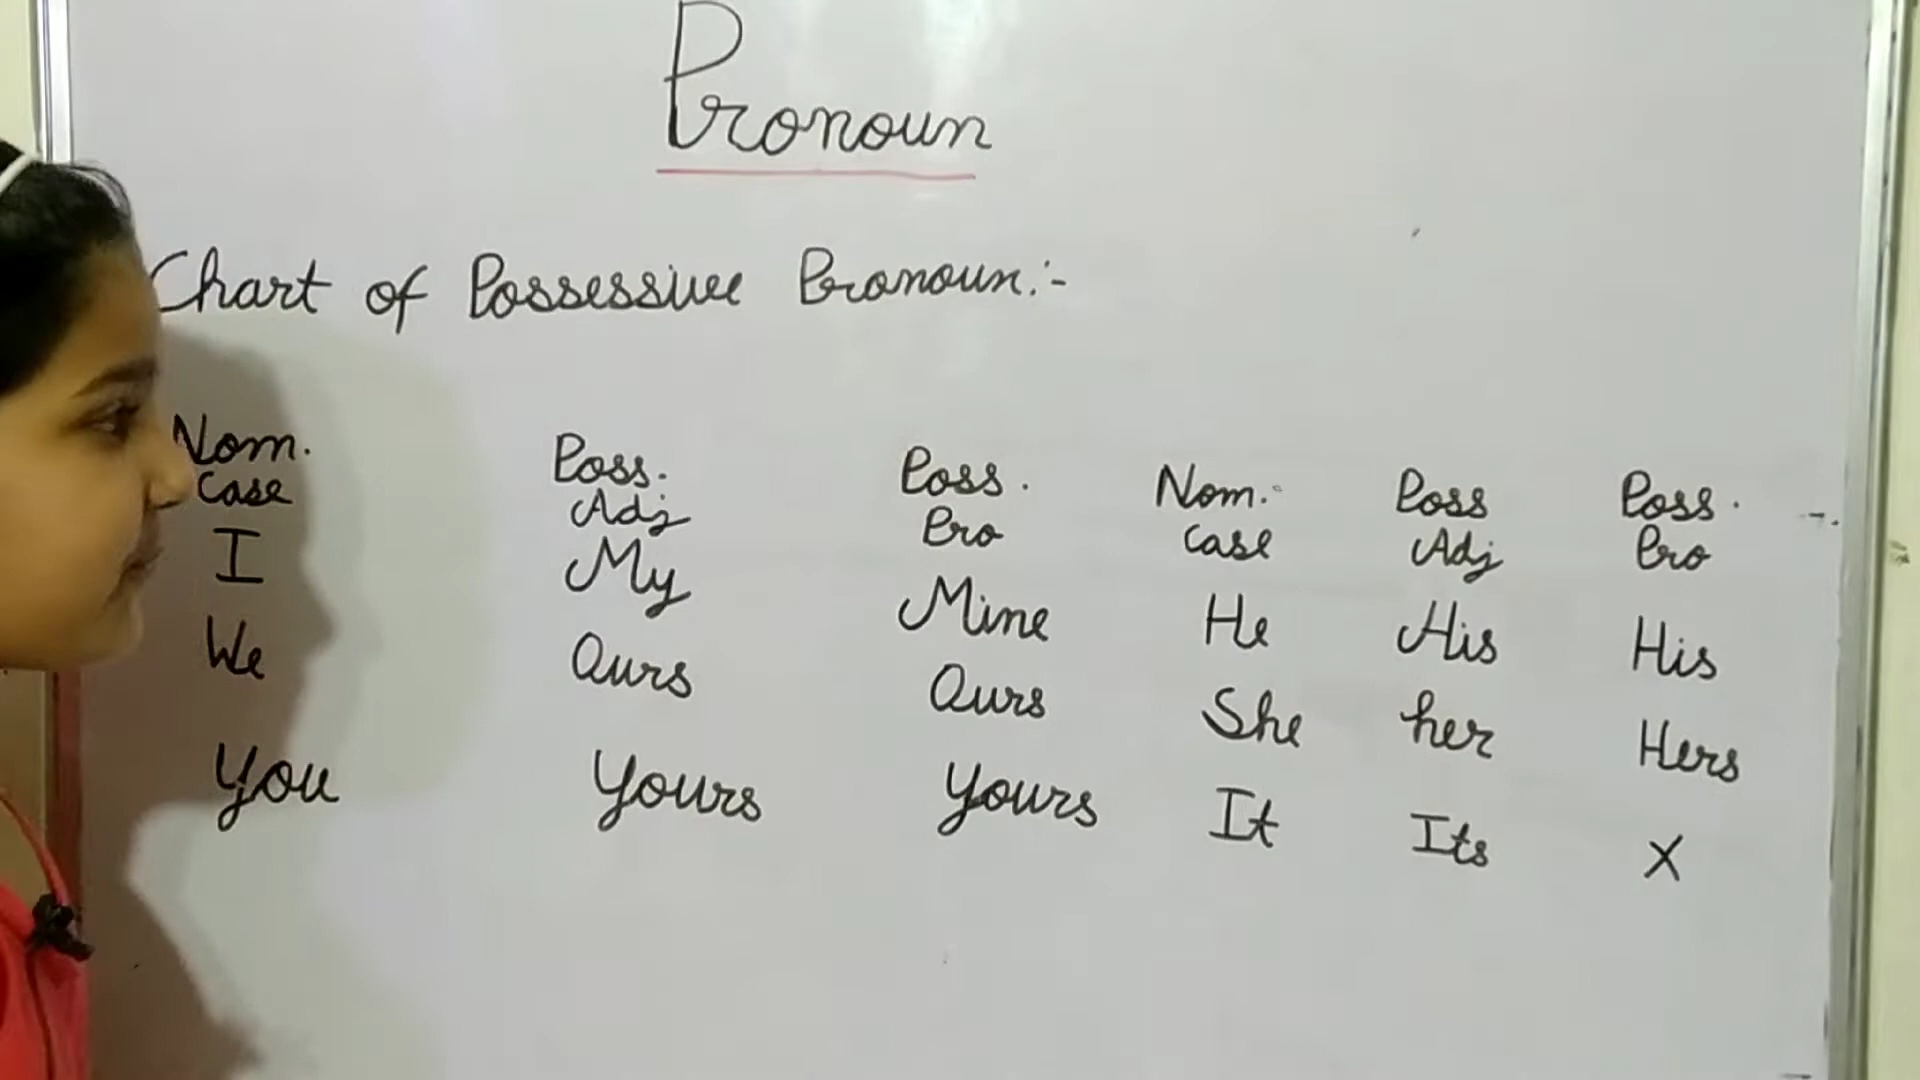 Pronoun
Chart of Possessive Pronoun:-
Nom. Case Poss. Adj Poss. Pro Nom. Case Poss Adj Poss. Pro
I My Mine He His His
We Ours Ours She her Hers
You Yours Yours It Its X